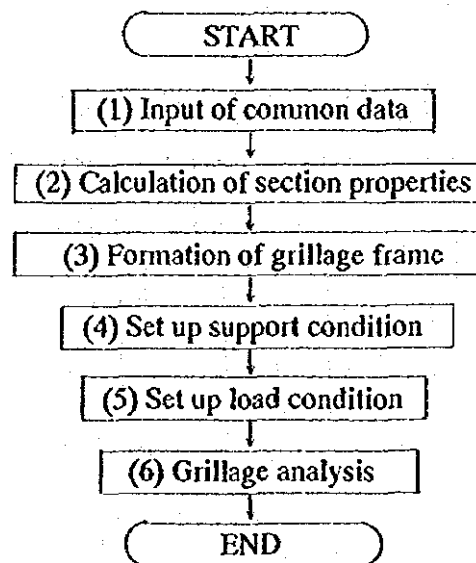 START
(1) Input of common data
(2) Calculation of section properties
(3) Formation of grillage frame
(4) Set up support condition
(5) Set up load condition
(6) Grillage analysis
END